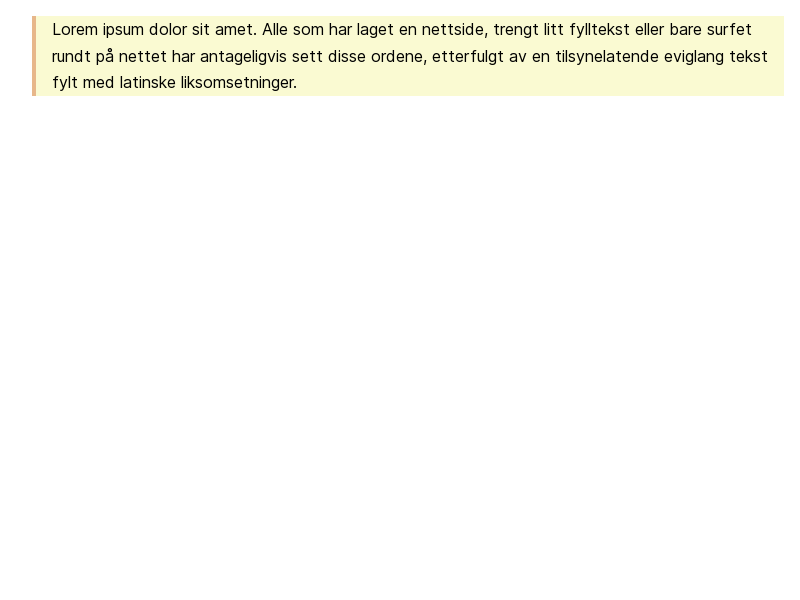 Lorem ipsum dolor sit amet. Alle som har laget en nettside, trengt litt fylltekst eller bare surfet
rundt på nettet har antageligvis sett disse ordene, etterfulgt av en tilsynelatende eviglang tekst
fylt med latinske liksomsetninger.